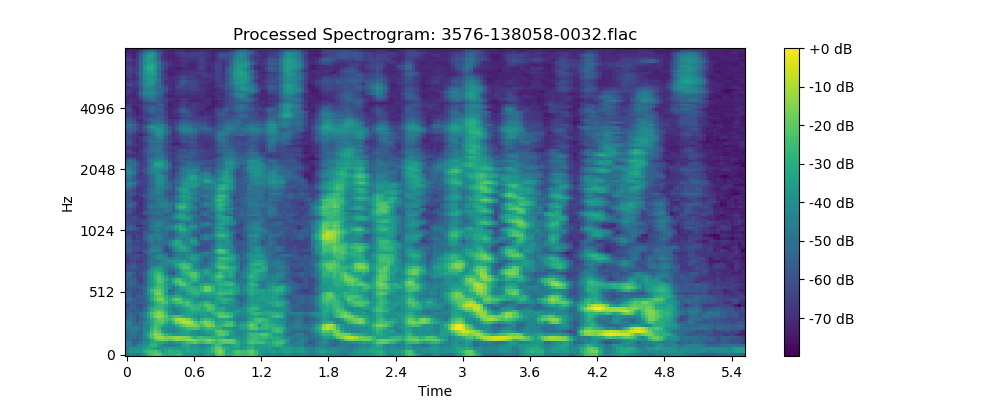 Processed Spectrogram: 3576-138058-0032.flac
Hz
4096
2048
1024
512
0
0 0.6 1.2 1.8 2.4 3 3.6 4.2 4.8 5.4
Time
+0 dB
-10 dB
-20 dB
-30 dB
-40 dB
-50 dB
-60 dB
-70 dB